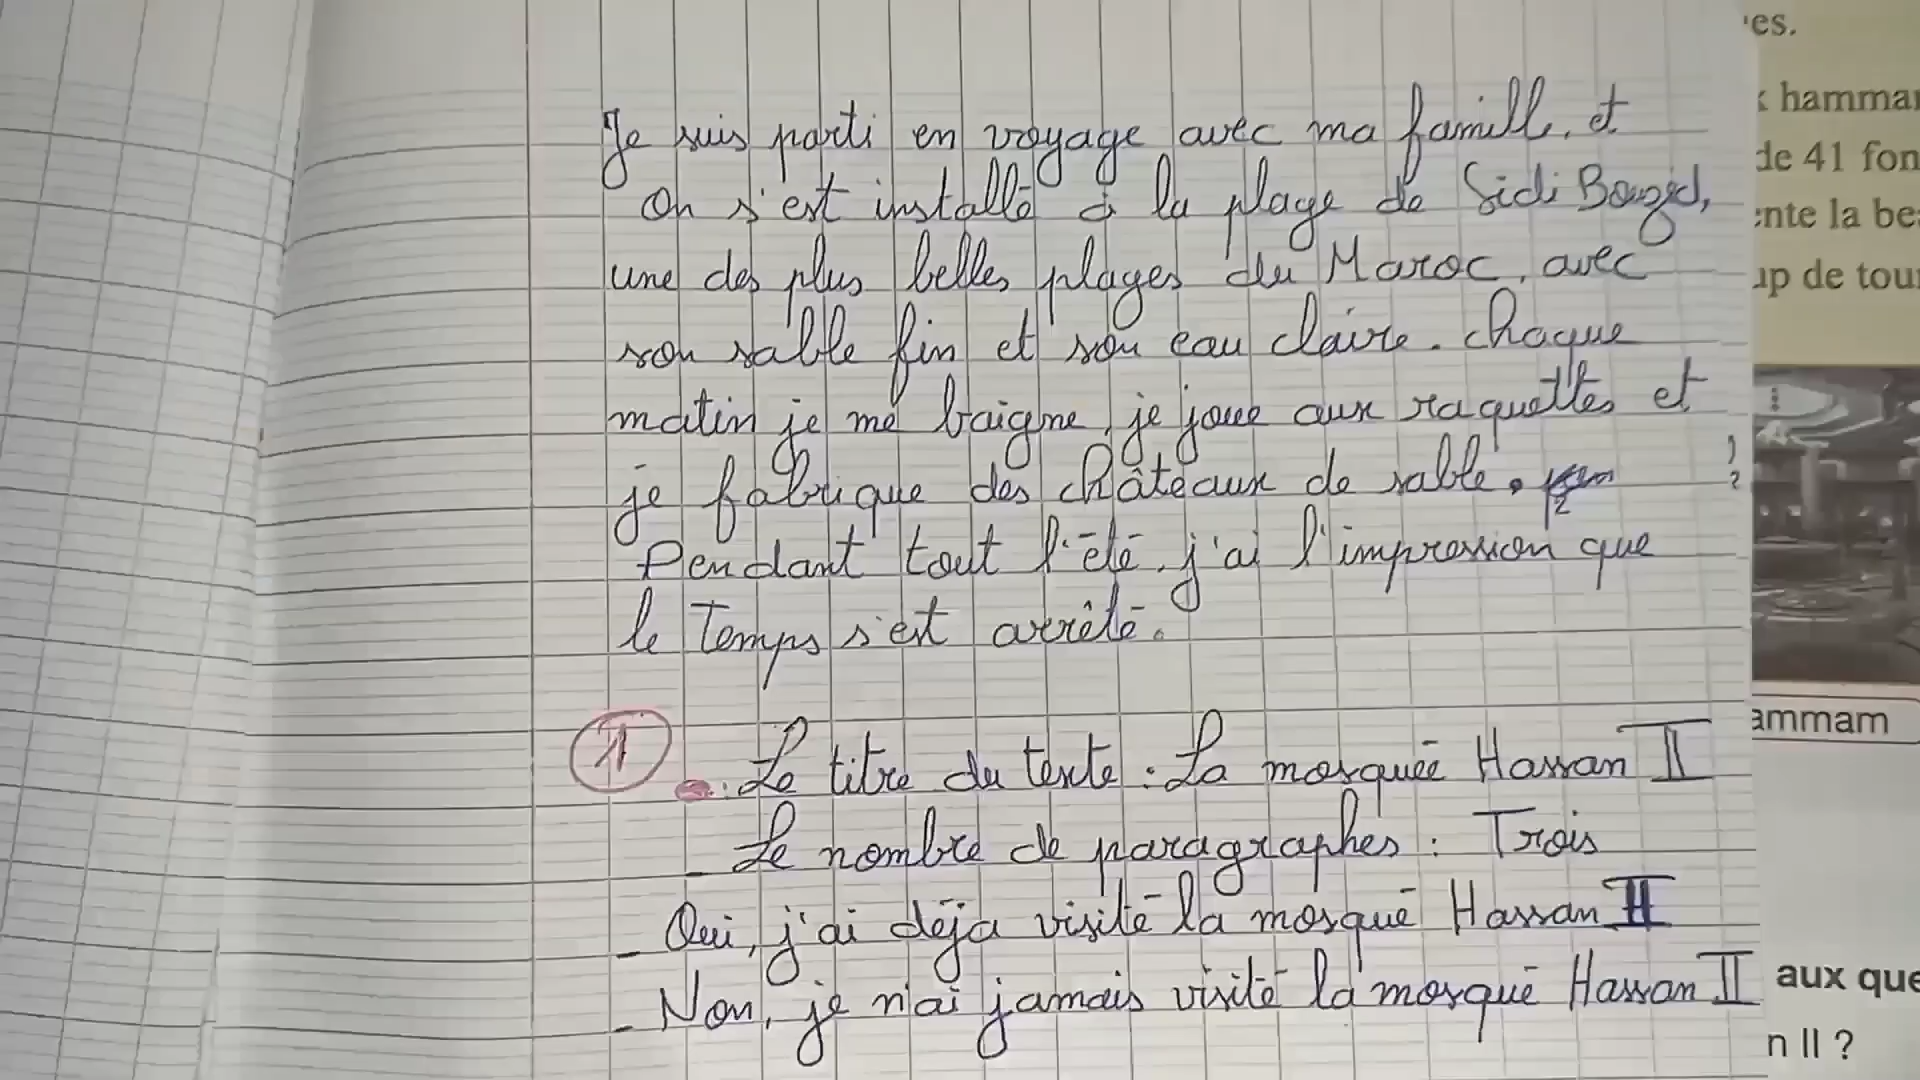 Je suis parti en voyage avec ma famille, et
On s'est installé à la plage de Sidi Bouzid,
une des plus belles plages du Maroc, avec
son sable fin et son eau claire. chaque
matin je me baigne, je joue aux raquettes et
je fabrique des châteaux de sable.
Pendant tout l'été, j'ai l'impression que
le Temps s'est arrêté.
- Le titre du texte : La mosquée Hassan II
- Le nombre de paragraphes : Trois
- Oui, j'ai déja visité la mosqué Hassan II
- Non, je n'ai jamais visité la mosqué Hassan II
es.
hammam
de 41 fon
ente la be
up de tou
ammam
aux que
n II ?